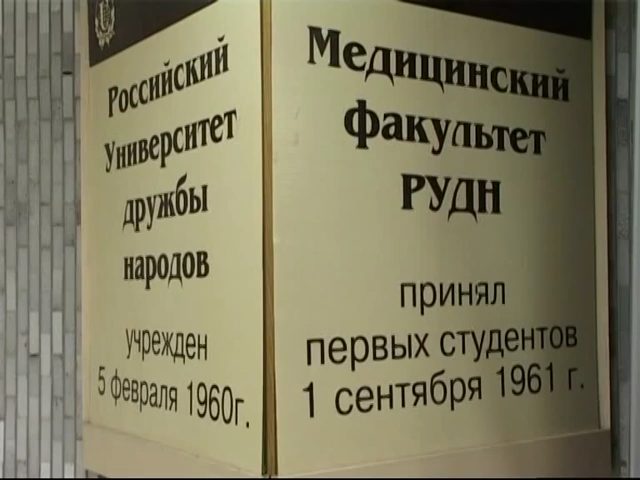 Российский
Университет
дружбы
народов
учрежден
5 февраля 1960г.
Медицинский
факультет
РУДН
принял
первых студентов
1 сентября 1961 г.